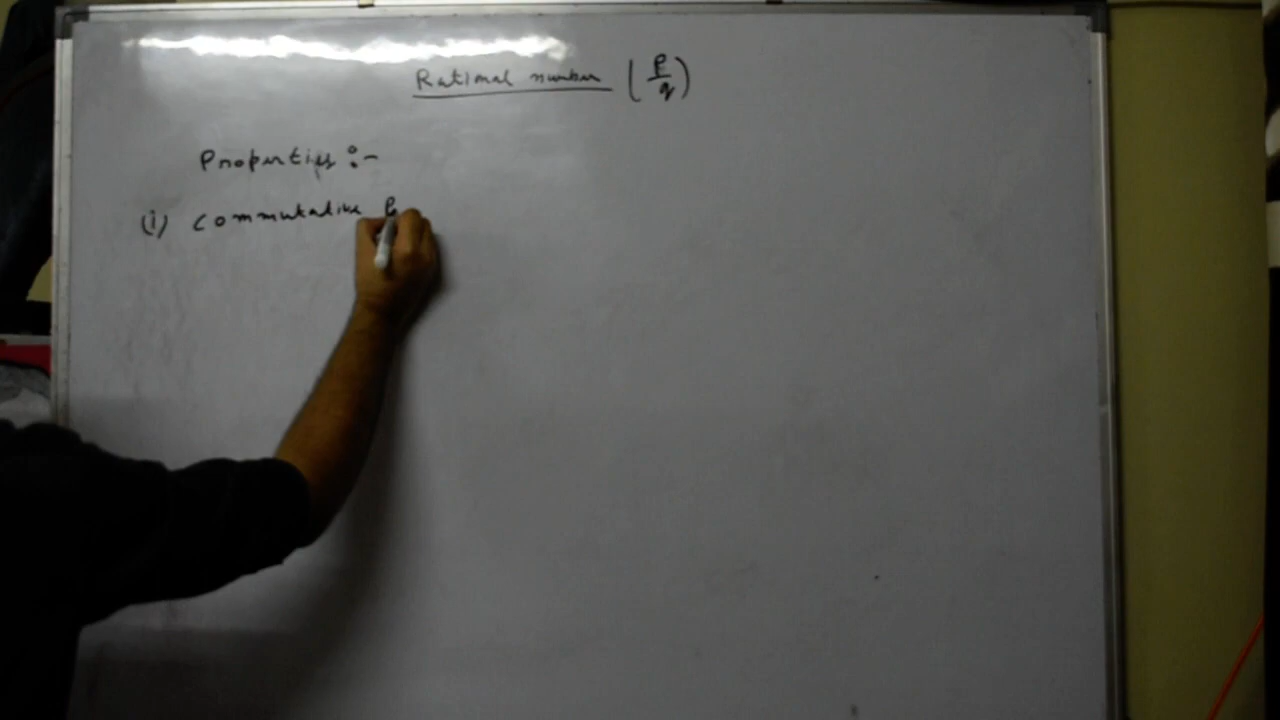 Rational number (p/q)
Properties :-
(i) Commutative P